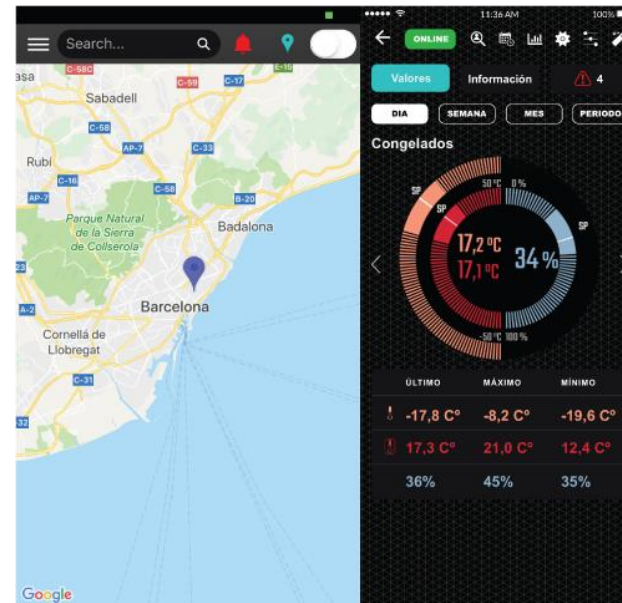 Search...
asa
C-58C
C-59
C-17
E-15
Sabadell
C-58
AP-7
C-33
Rubí
C-16
C-58
AP-7
B-20
Parque Natural
de la Sierra
de Collserola
Badalona
23
A-2
Barcelona
Cornellá de
Llobregat
C-31
32
Google
11:36 AM
100%
ONLINE
Valores
Información
4
DIA
SEMANA
MES
PERIODO
Congelados
50 ºC
0 %
SP
SP
SP
17,2 ºC
17,1 ºC
34 %
-50 ºC
100 %
ÚLTIMO
MÁXIMO
MÍNIMO
-17,8 Cº
-8,2 Cº
-19,6 Cº
17,3 Cº
21,0 Cº
12,4 Cº
36%
45%
35%